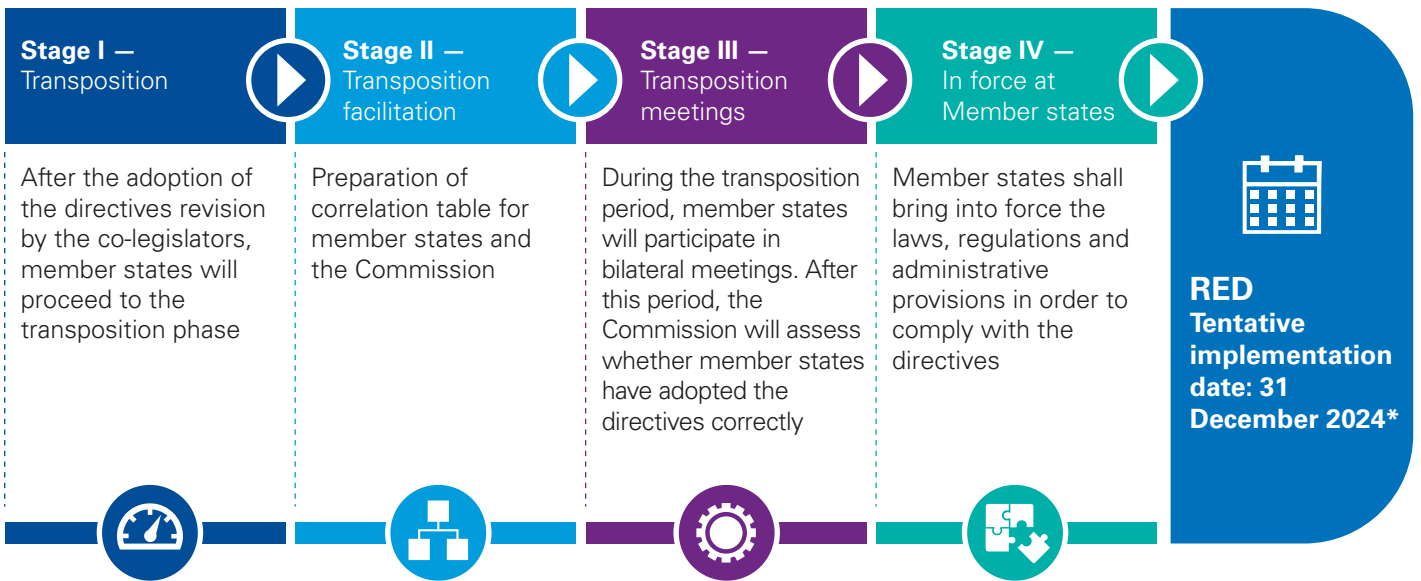 Stage I —
Transposition
After the adoption of
the directives revision
by the co-legislators,
member states will
proceed to the
transposition phase
Stage II —
Transposition
facilitation
Preparation of
correlation table for
member states and
the Commission
Stage III —
Transposition
meetings
During the transposition
period, member states
will participate in
bilateral meetings. After
this period, the
Commission will assess
whether member states
have adopted the
directives correctly
Stage IV —
In force at
Member states
Member states shall
bring into force the
laws, regulations and
administrative
provisions in order to
comply with the
directives
RED
Tentative
implementation
date: 31
December 2024*